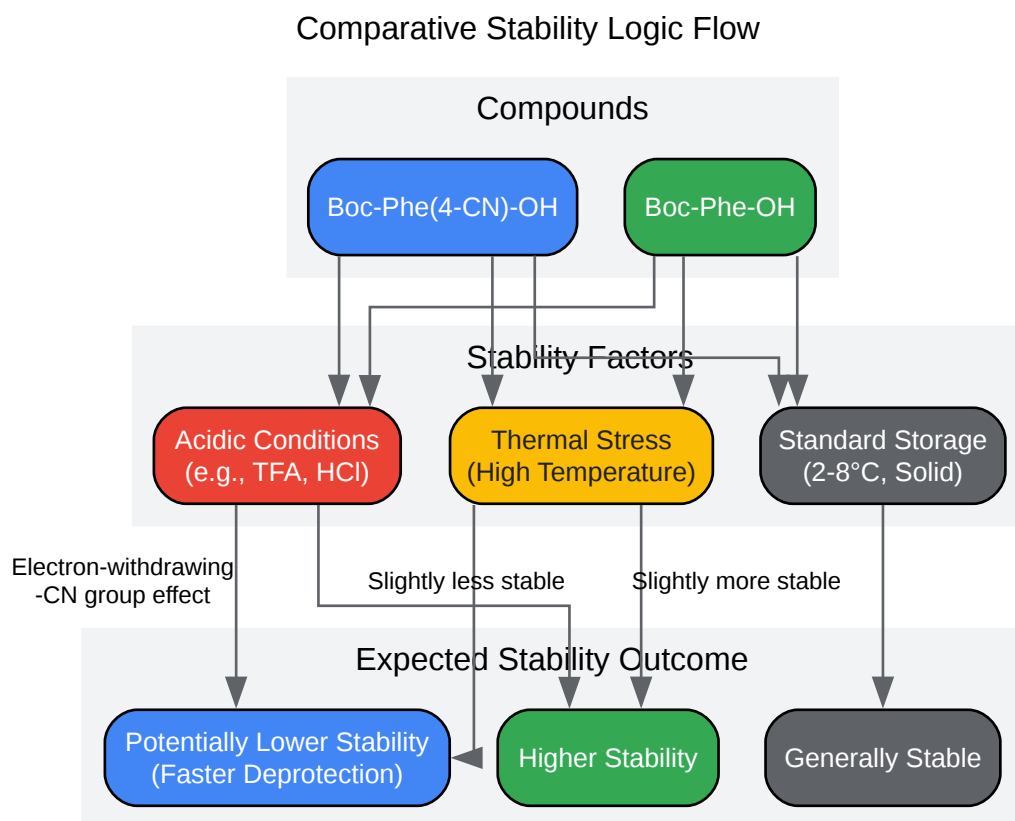 Comparative Stability Logic Flow
Compounds
Boc-Phe(4-CN)-OH
Boc-Phe-OH
Stability Factors
Acidic Conditions
(e.g., TFA, HCl)
Thermal Stress
(High Temperature)
Standard Storage
(2-8°C, Solid)
Electron-withdrawing
-CN group effect
Slightly less stable
Slightly more stable
Expected Stability Outcome
Potentially Lower Stability
(Faster Deprotection)
Higher Stability
Generally Stable